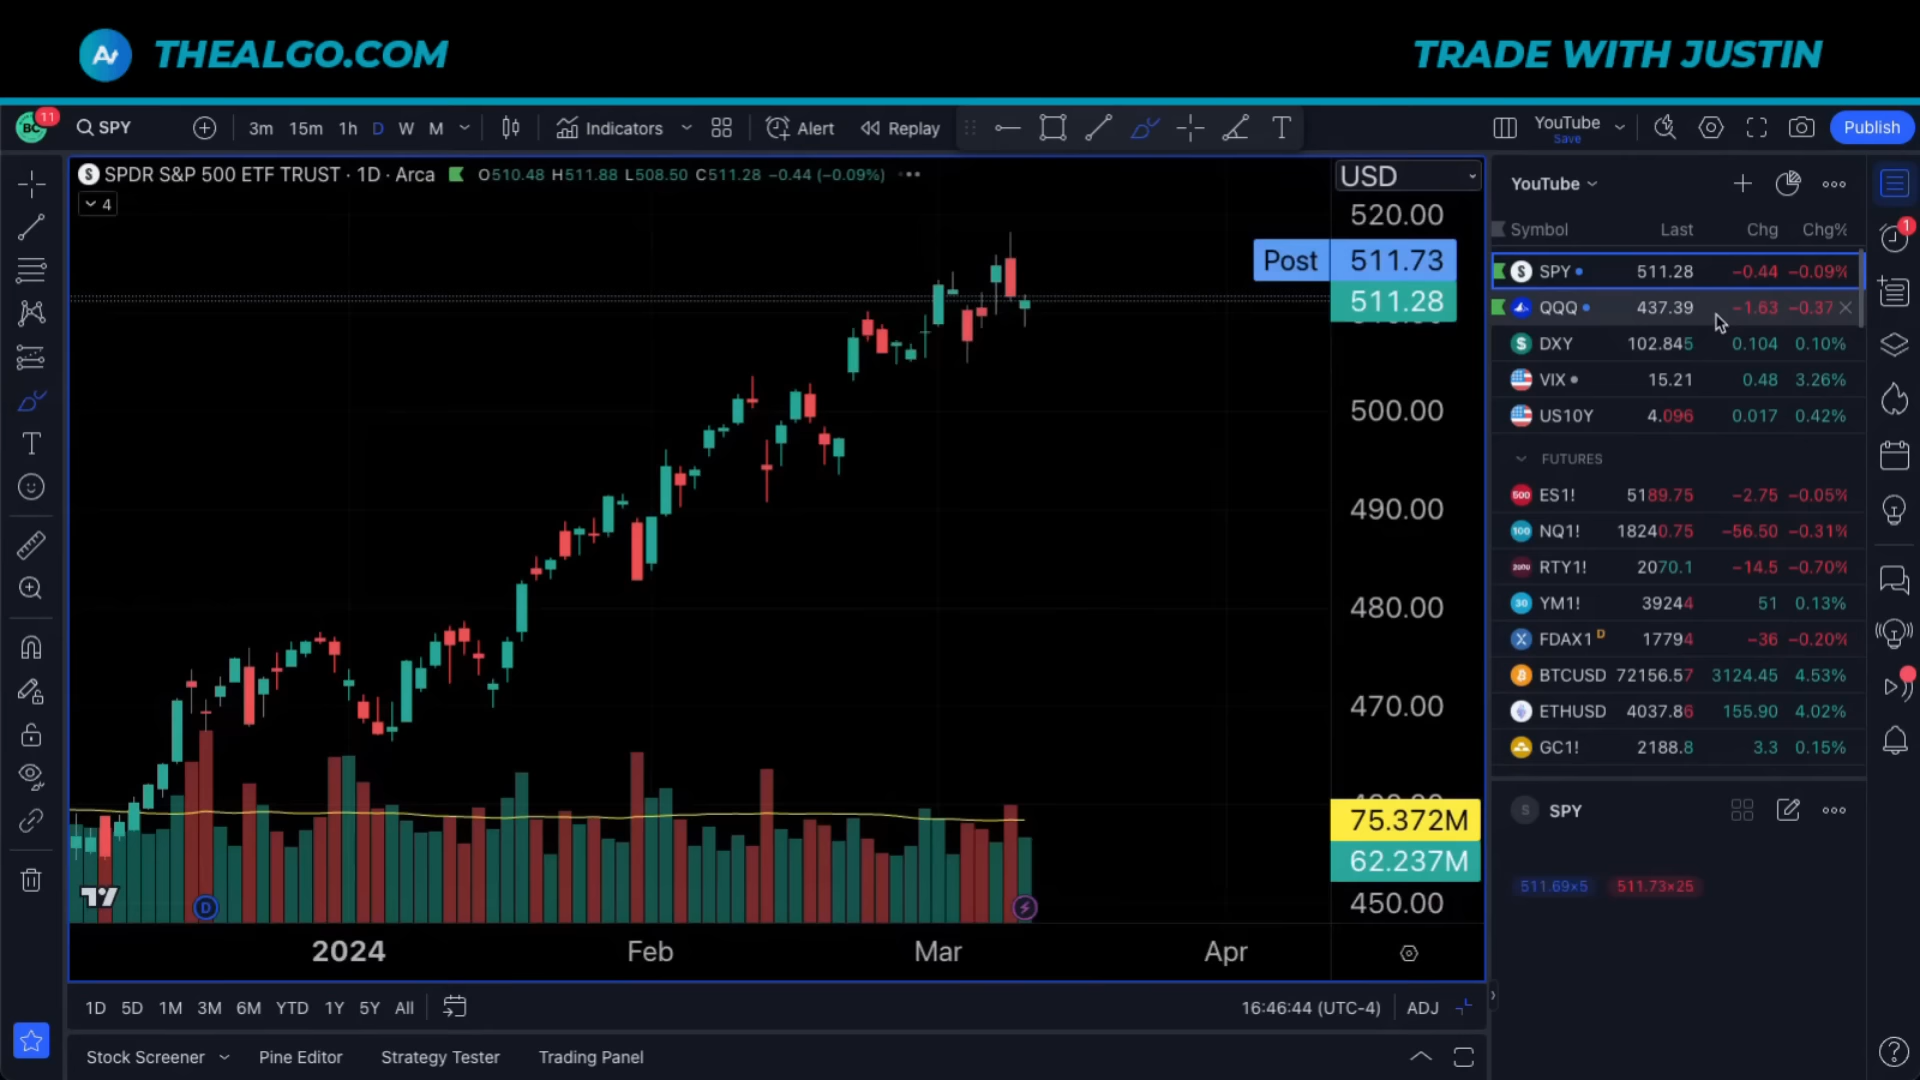 THEALGO.COM
TRADE WITH JUSTIN
BC 11
SPY
3m 15m 1h D W M
Indicators
Alert
Replay
T
YouTube
Save
Publish
SPDR S&P 500 ETF TRUST · 1D · Arca
O510.48 H511.88 L508.50 C511.28 −0.44 (−0.09%)
4
USD
520.00
Post 511.73
511.28
500.00
490.00
480.00
470.00
75.372M
62.237M
450.00
D
2024 Feb Mar Apr
1D 5D 1M 3M 6M YTD 1Y 5Y All
16:46:44 (UTC-4) ADJ
Stock Screener Pine Editor Strategy Tester Trading Panel
YouTube
Symbol Last Chg Chg%
S SPY 511.28 −0.44 −0.09%
QQQ 437.39 −1.63 −0.37
DXY 102.845 0.104 0.10%
VIX 15.21 0.48 3.26%
US10Y 4.096 0.017 0.42%
FUTURES
500 ES1! 5189.75 −2.75 −0.05%
100 NQ1! 18240.75 −56.50 −0.31%
2000 RTY1! 2070.1 −14.5 −0.70%
30 YM1! 39244 51 0.13%
FDAX1 D 17794 −36 −0.20%
BTCUSD 72156.57 3124.45 4.53%
ETHUSD 4037.86 155.90 4.02%
GC1! 2188.8 3.3 0.15%
S SPY
511.69×5 511.73×25
1